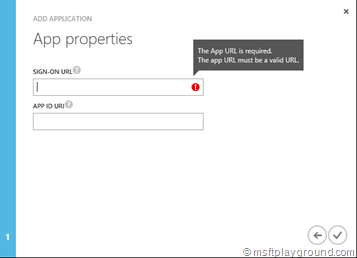 ADD APPLICATION
App properties
The App URL is required.
The app URL must be a valid URL.
SIGN-ON URL
APP ID URI
1
© msftplayground.com